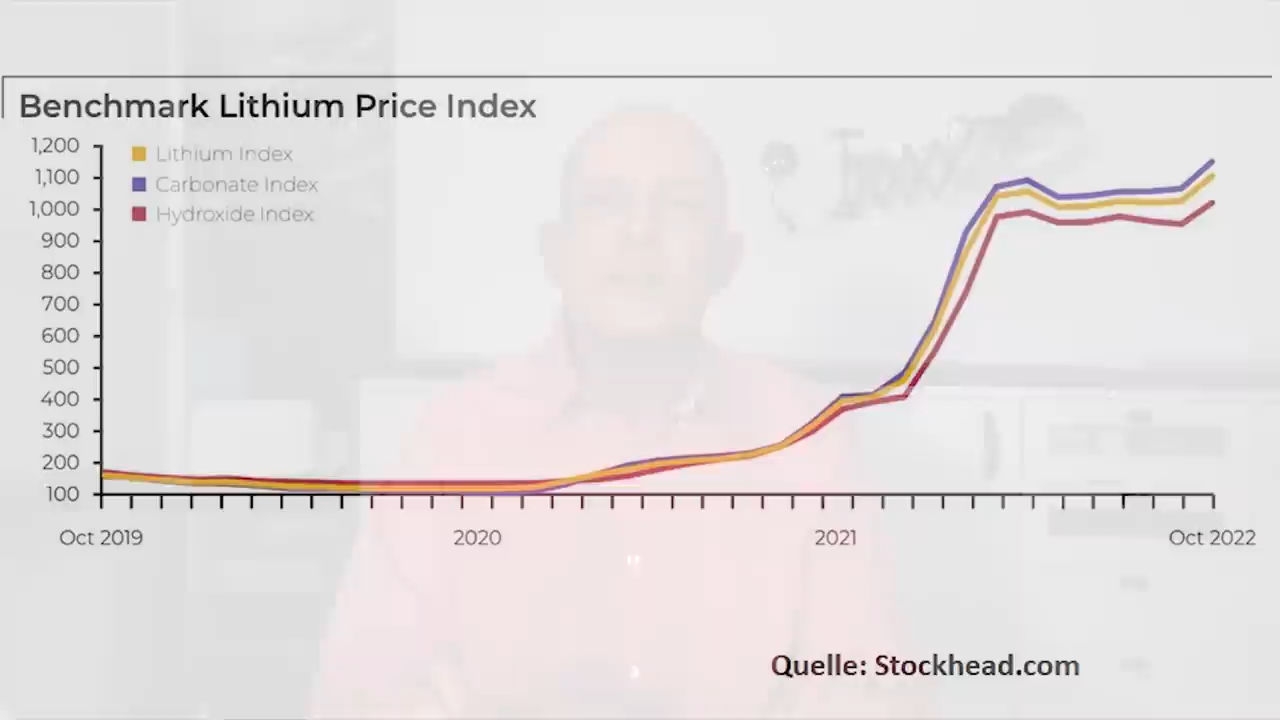 Benchmark Lithium Price Index
1,200
1,100
1,000
900
800
700
600
500
400
300
200
100
Lithium Index
Carbonate Index
Hydroxide Index
Oct 2019
2020
2021
Oct 2022
Quelle: Stockhead.com